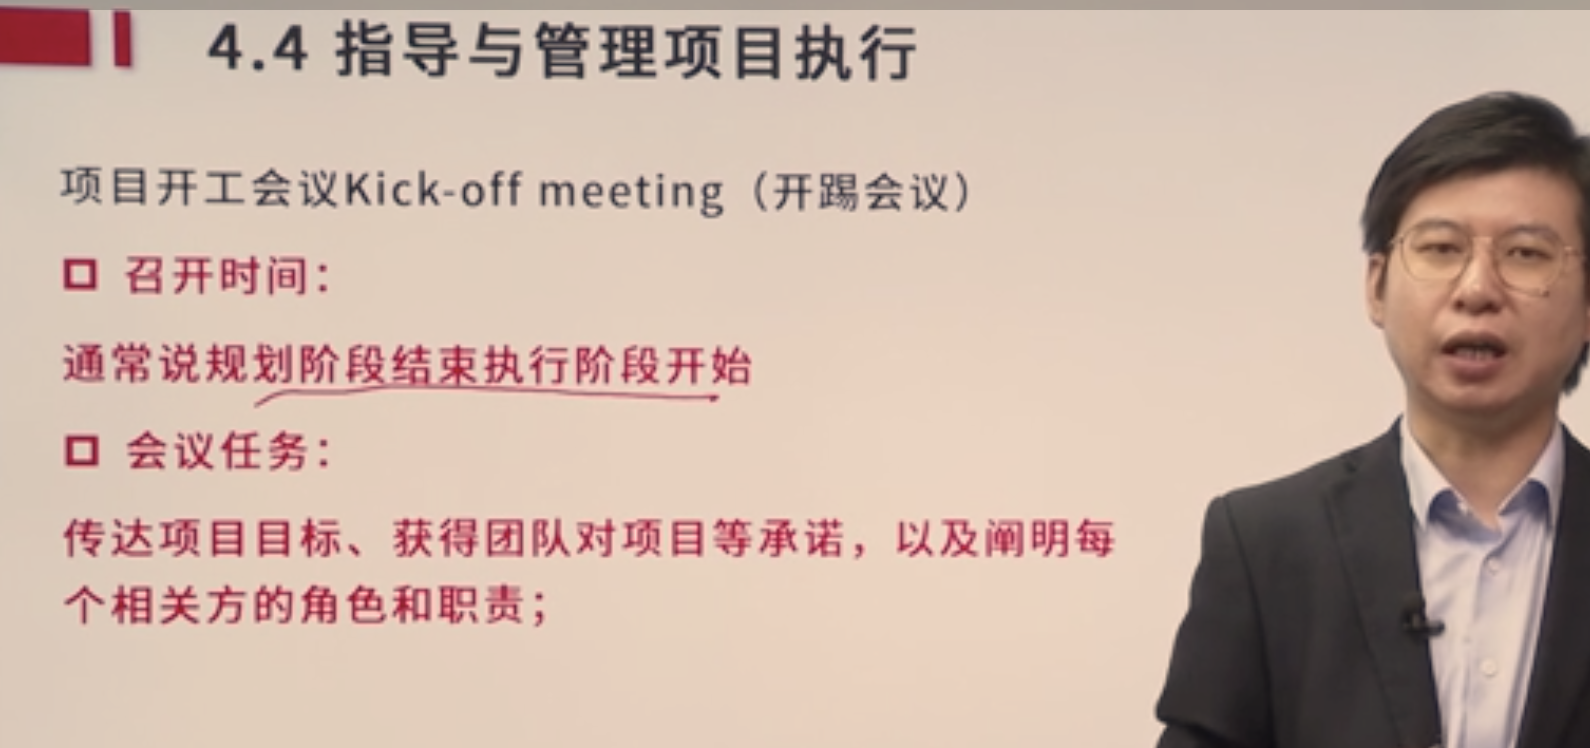 4.4 指导与管理项目执行
项目开工会议Kick-off meeting（开踢会议）
召开时间：
通常说规划阶段结束执行阶段开始
会议任务：
传达项目目标、获得团队对项目等承诺，以及阐明每
个相关方的角色和职责；